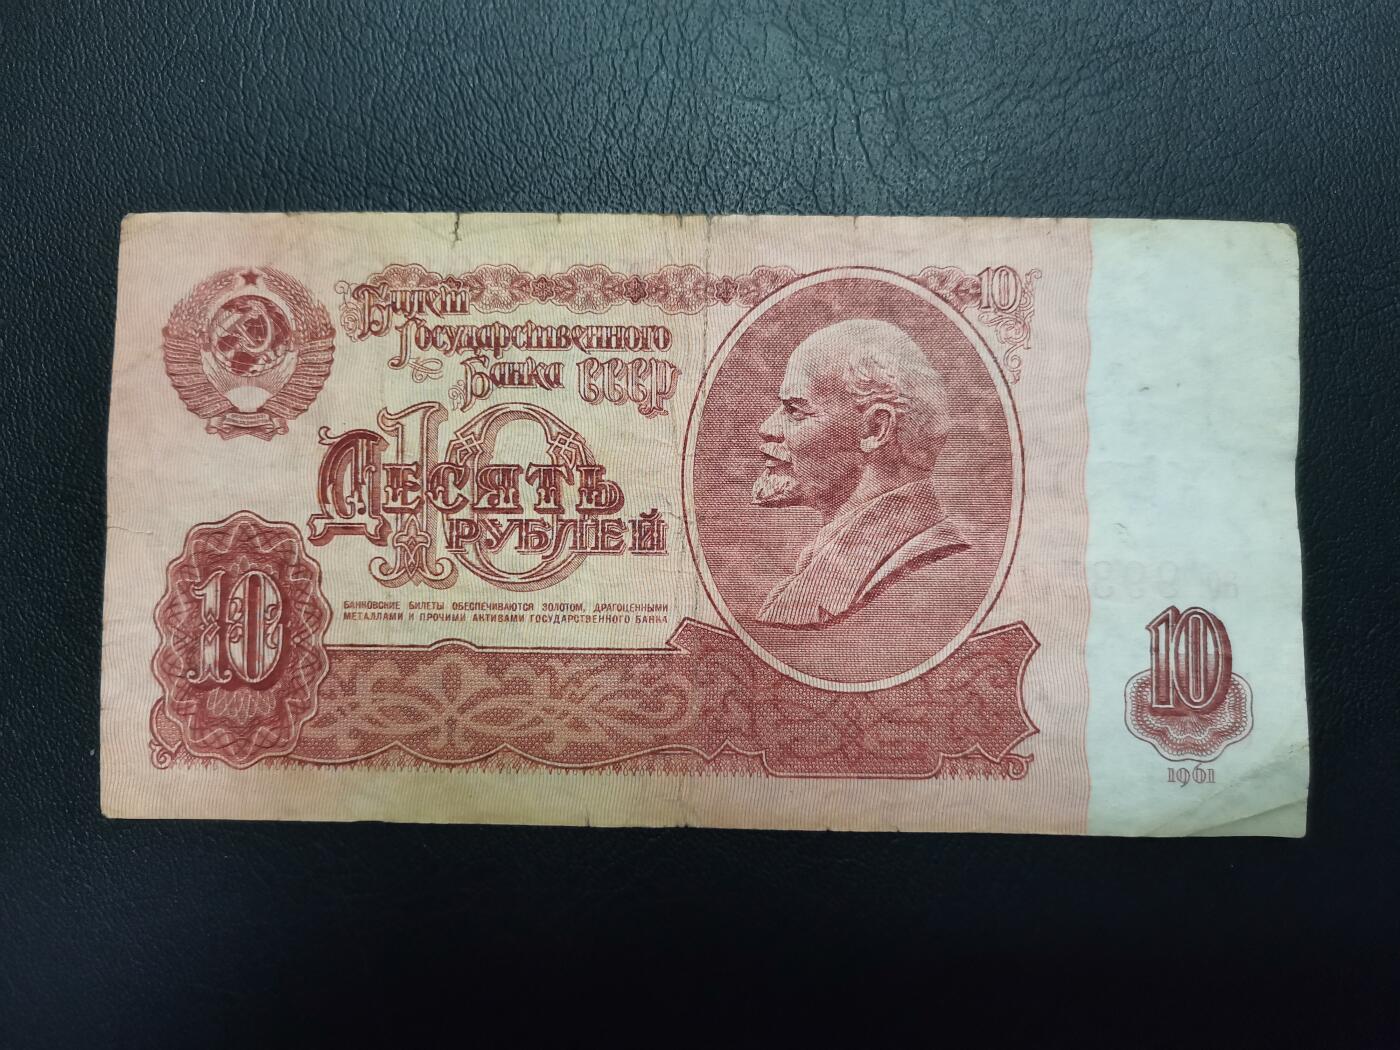 Билет
Государственного
Банка СССР
10
10
Десять
рублей
БАНКОВСКИЕ БИЛЕТЫ ОБЕСПЕЧИВАЮТСЯ ЗОЛОТОМ, ДРАГОЦЕННЫМИ
МЕТАЛЛАМИ И ПРОЧИМИ АКТИВАМИ ГОСУДАРСТВЕННОГО БАНКА
10
10
1961